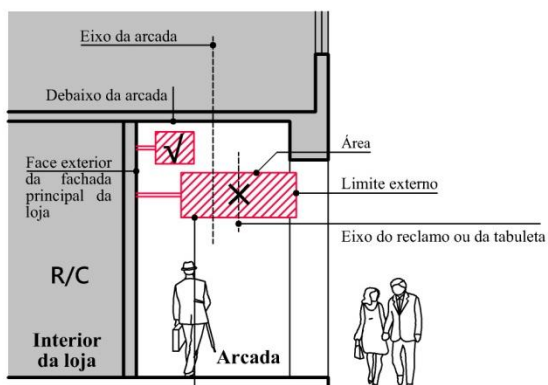 Eixo da arcada
Debaixo da arcada
Face exterior
da fachada
principal da
loja
Área
Limite externo
Eixo do reclamo ou da tabuleta
R/C
Interior
da loja
Arcada